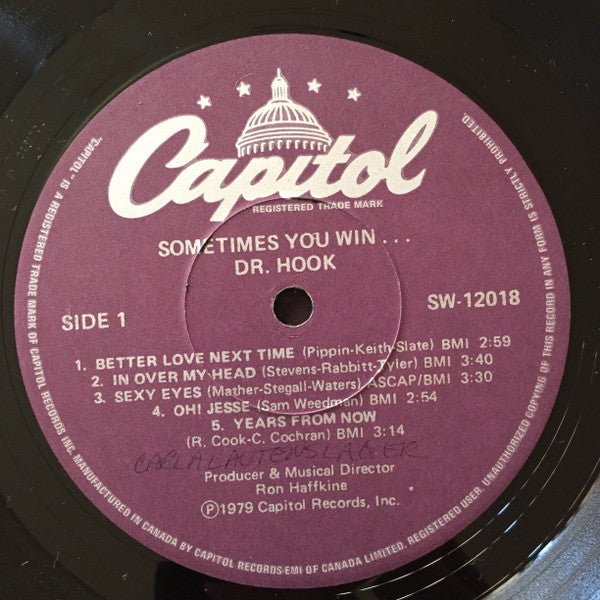 Capitol
REGISTERED TRADE MARK
SOMETIMES YOU WIN...
DR. HOOK
SIDE 1
SW-12018
1. BETTER LOVE NEXT TIME (Pippin-Keith-Slate) BMI 2:59
2. IN OVER MY HEAD (Stevens-Rabbitt-Tyler) BMI 3:40
3. SEXY EYES (Mather-Stegall-Waters) ASCAP/BMI 3:30
4. OH! JESSE (Sam Weedman) BMI 2:54
5. YEARS FROM NOW
(R. Cook-C. Cochran) BMI 3:14
CARLA LAUTENSLAGER
Producer & Musical Director
Ron Haffkine
Ⓟ1979 Capitol Records, Inc.
"CAPITOL" IS A REGISTERED TRADE MARK OF CAPITOL RECORDS INC. MANUFACTURED IN CANADA BY CAPITOL RECORDS-EMI OF CANADA LIMITED. REGISTERED USER. UNAUTHORIZED COPYING OF THIS RECORD IN ANY FORM IS STRICTLY PROHIBITED.